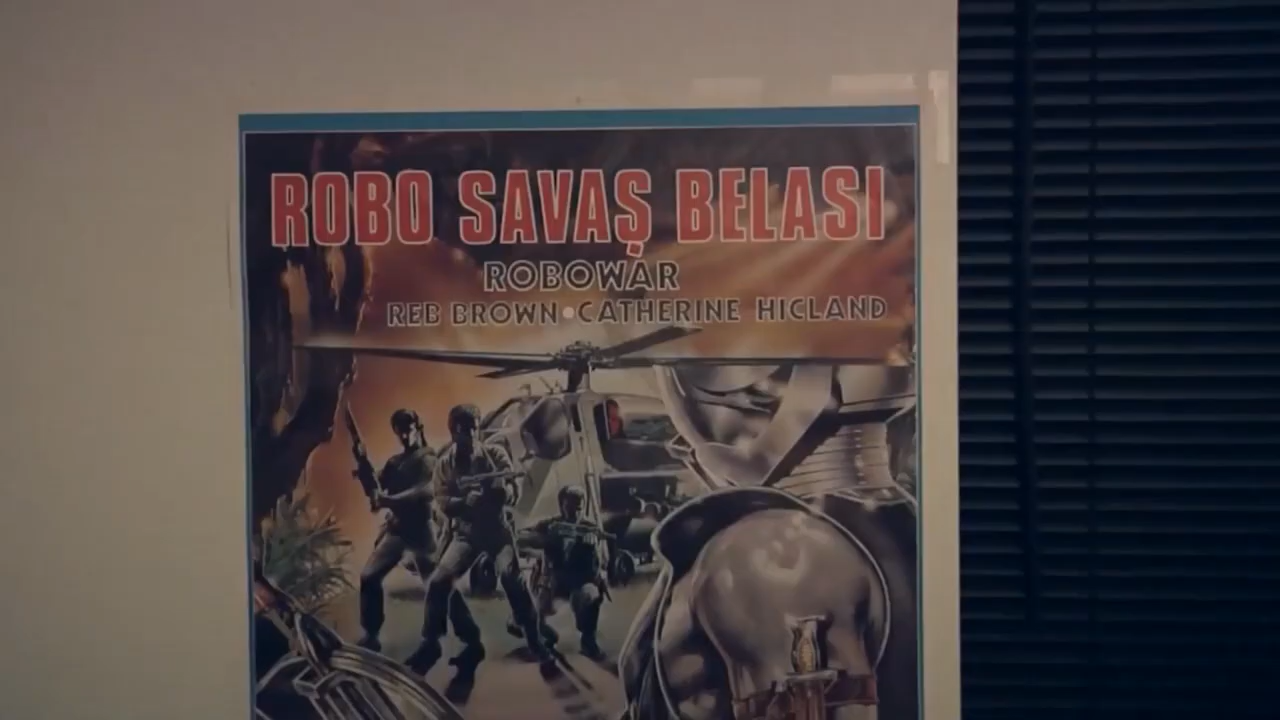 ROBO SAVAŞ BELASI
ROBOWAR
REB BROWN • CATHERINE HICLAND